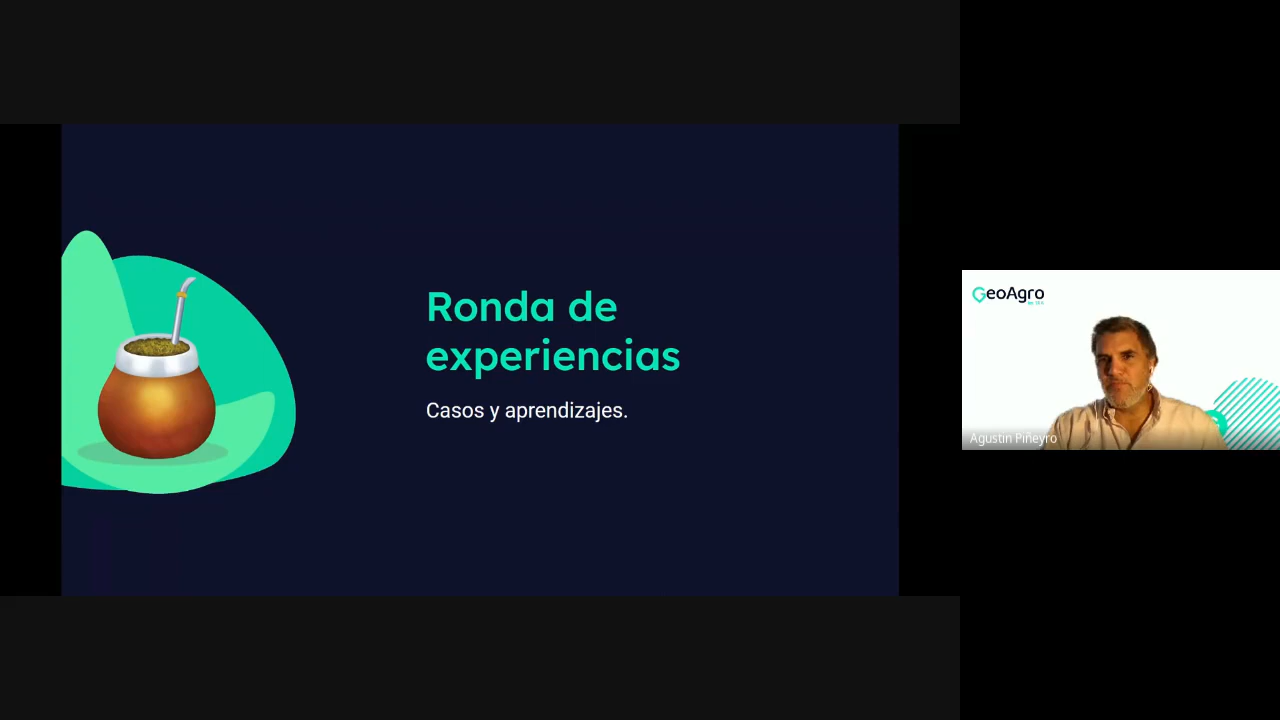 Ronda de
experiencias
Casos y aprendizajes.
GeoAgro
Agustin Piñeyro